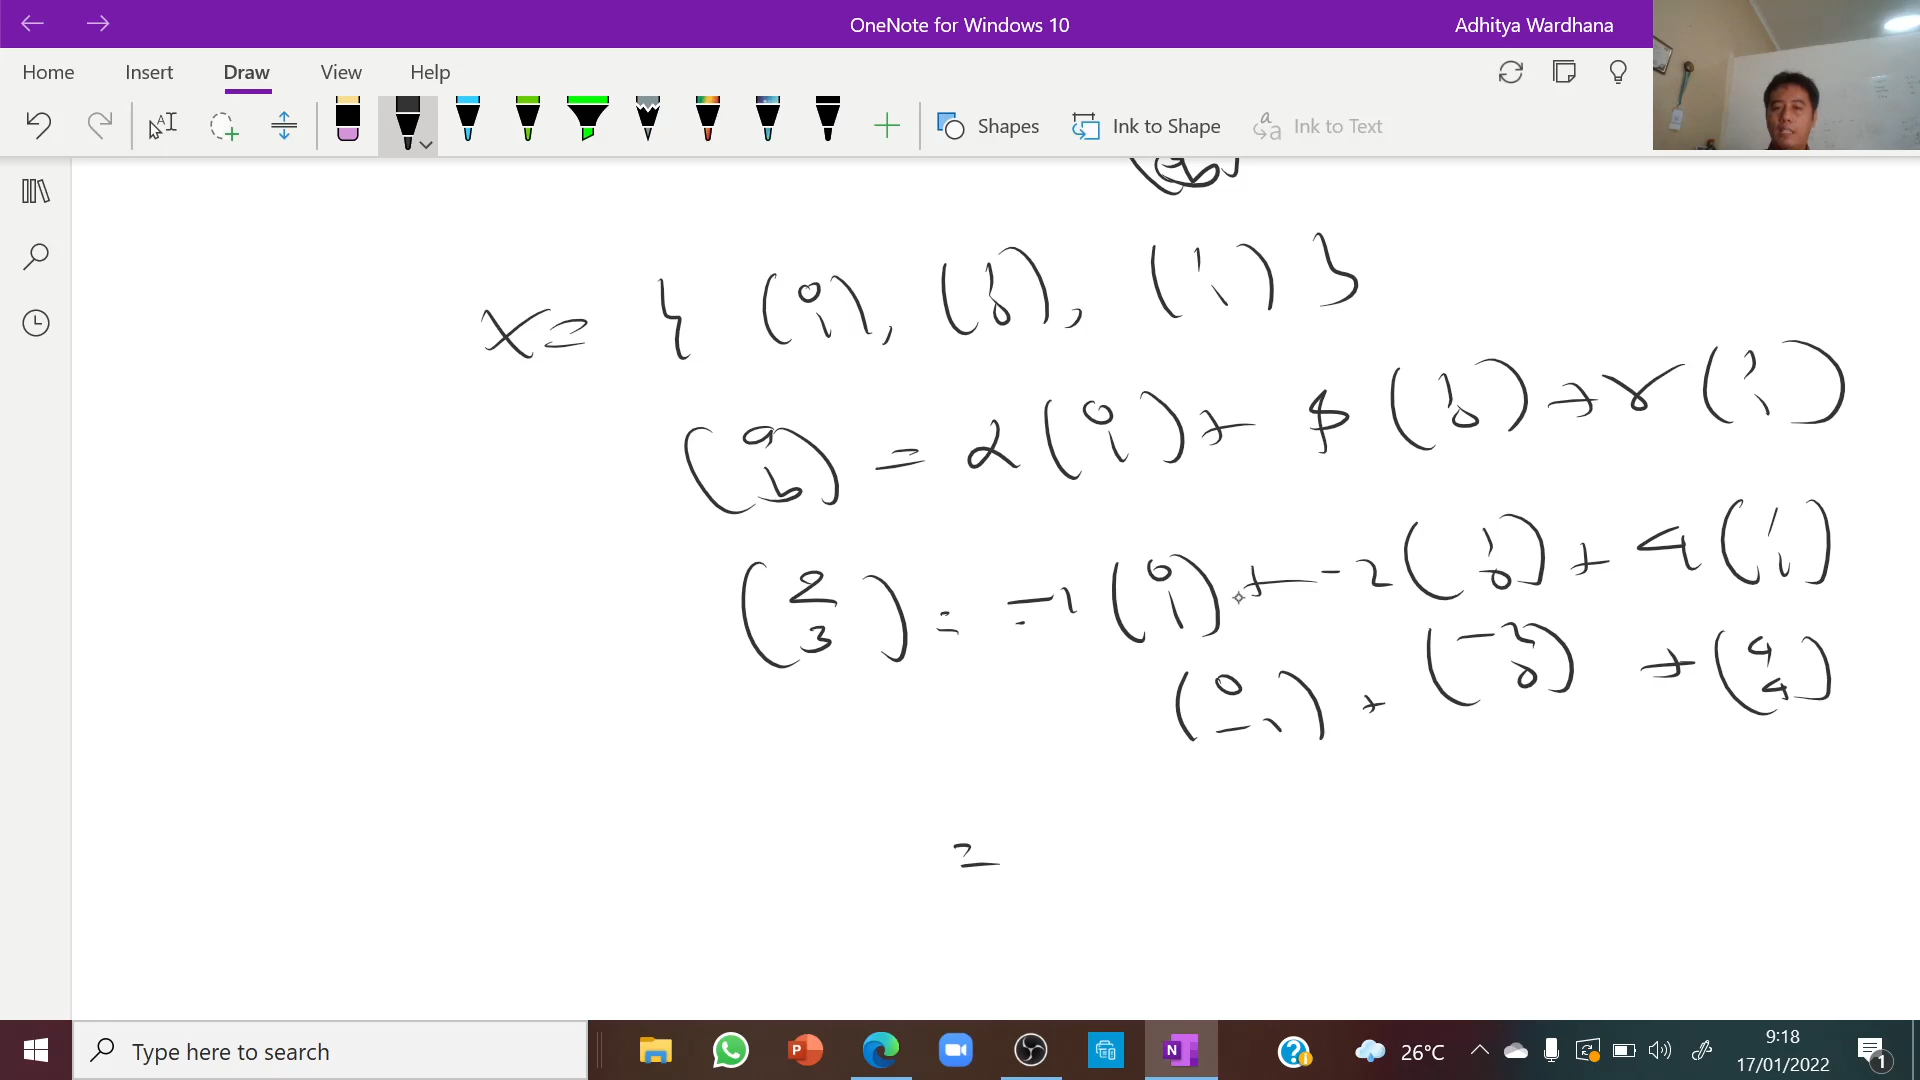 OneNote for Windows 10
Adhitya Wardhana
Home Insert Draw View Help
Shapes Ink to Shape Ink to Text
x = { (0 1), (1 0), (1 1) }
(a b) = α (0 1) + β (1 0) + γ (1 1)
(2 3) = -1 (0 1) + -2 (1 0) + 4 (1 1)
(0 -1) + (-2 0) + (4 4)
=
Type here to search
26°C
9:18
17/01/2022
1